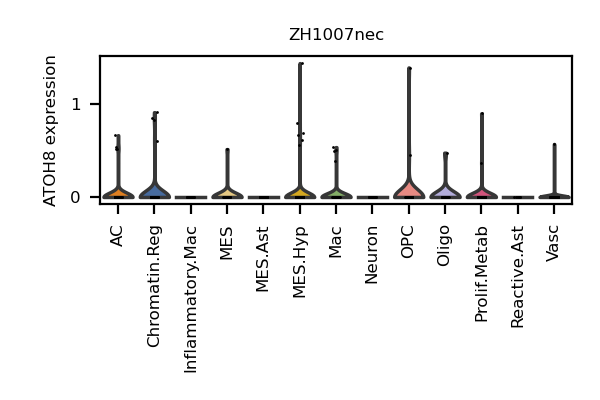 ZH1007nec
ATOH8 expression
1
0
AC
Chromatin.Reg
Inflammatory.Mac
MES
MES.Ast
MES.Hyp
Mac
Neuron
OPC
Oligo
Prolif.Metab
Reactive.Ast
Vasc